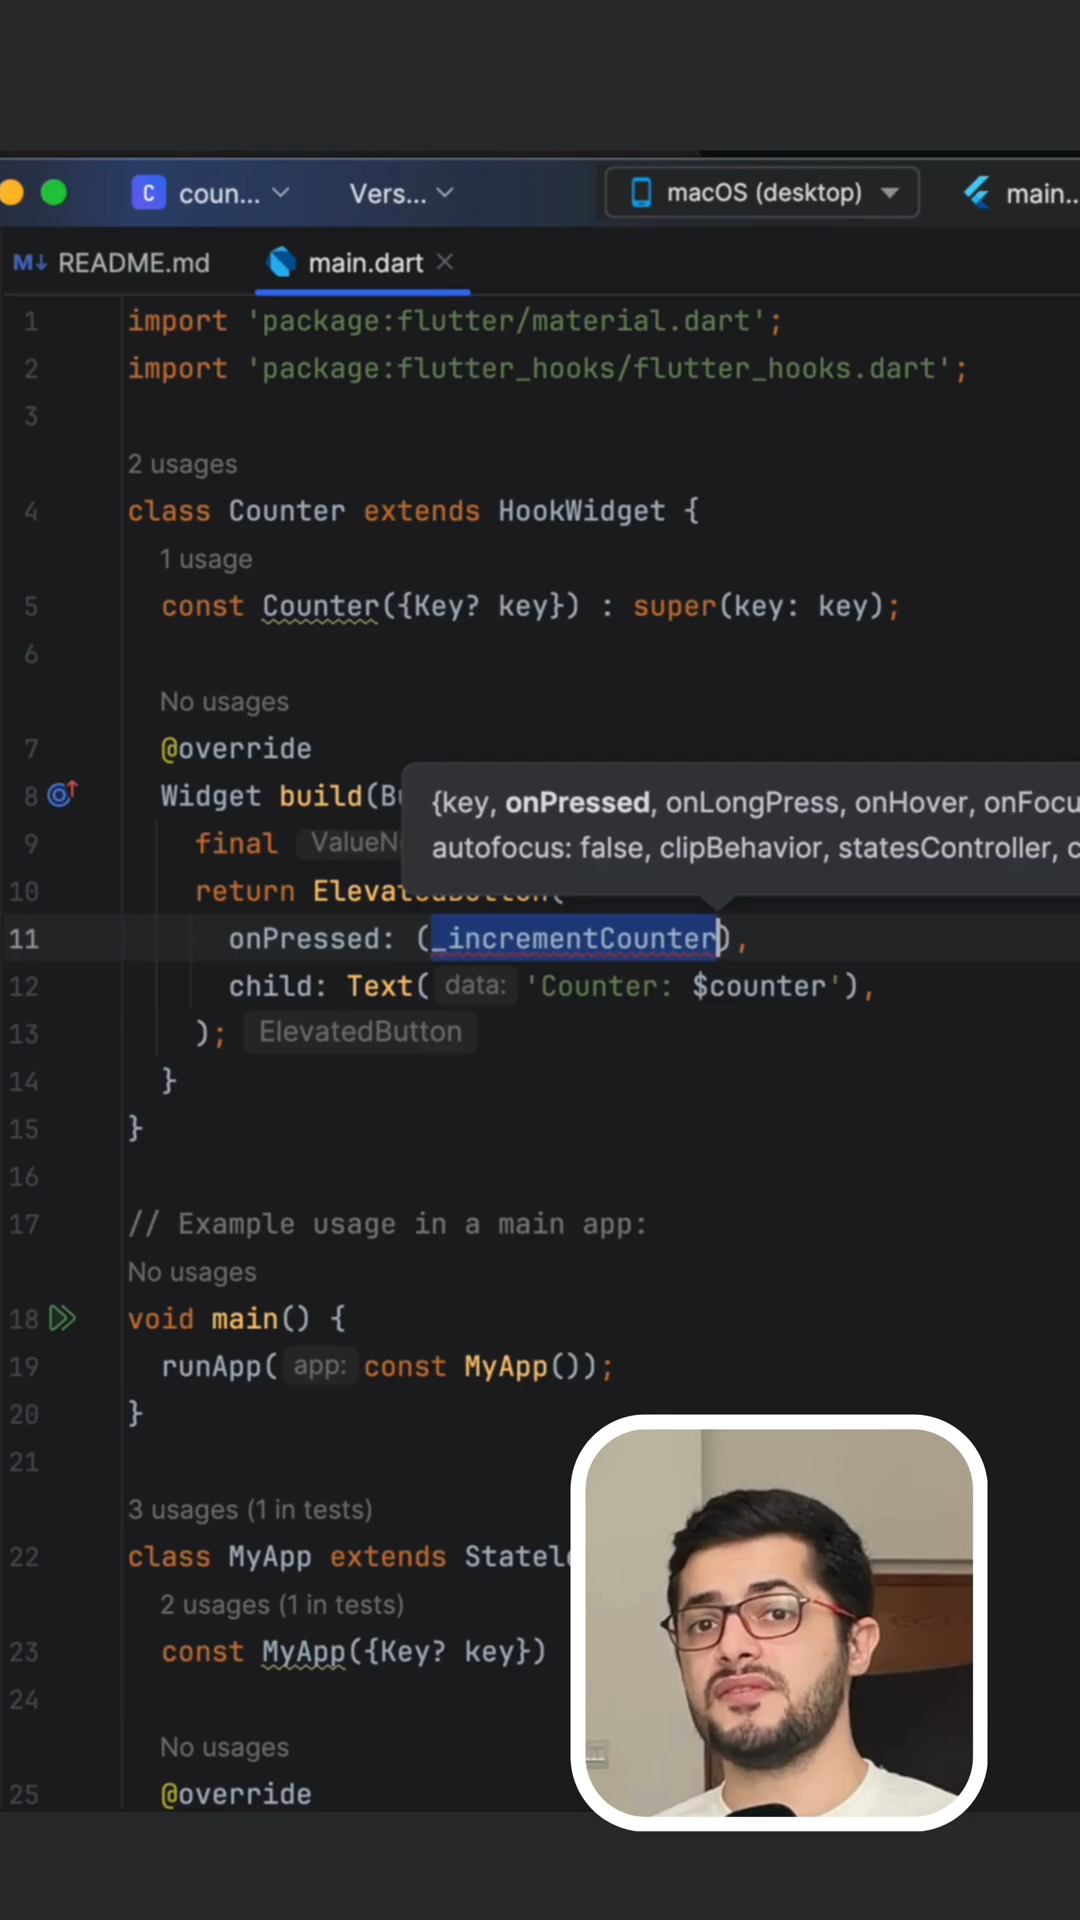 C coun... Vers... macOS (desktop) main..
M↓ README.md main.dart
1 import 'package:flutter/material.dart';
2 import 'package:flutter_hooks/flutter_hooks.dart';
3
2 usages
4 class Counter extends HookWidget {
1 usage
5 const Counter({Key? key}) : super(key: key);
6
No usages
7 @override
{key, onPressed, onLongPress, onHover, onFocu
8 Widget build(Bu
autofocus: false, clipBehavior, statesController, c
9 final ValueN
10 return ElevatedButton(
11 onPressed: (_incrementCounter),
12 child: Text( data: 'Counter: $counter'),
13 ); ElevatedButton
14 }
15 }
16
17 // Example usage in a main app:
No usages
18 void main() {
19 runApp( app: const MyApp());
20 }
21
3 usages (1 in tests)
22 class MyApp extends Statel
2 usages (1 in tests)
23 const MyApp({Key? key})
24
No usages
25 @override